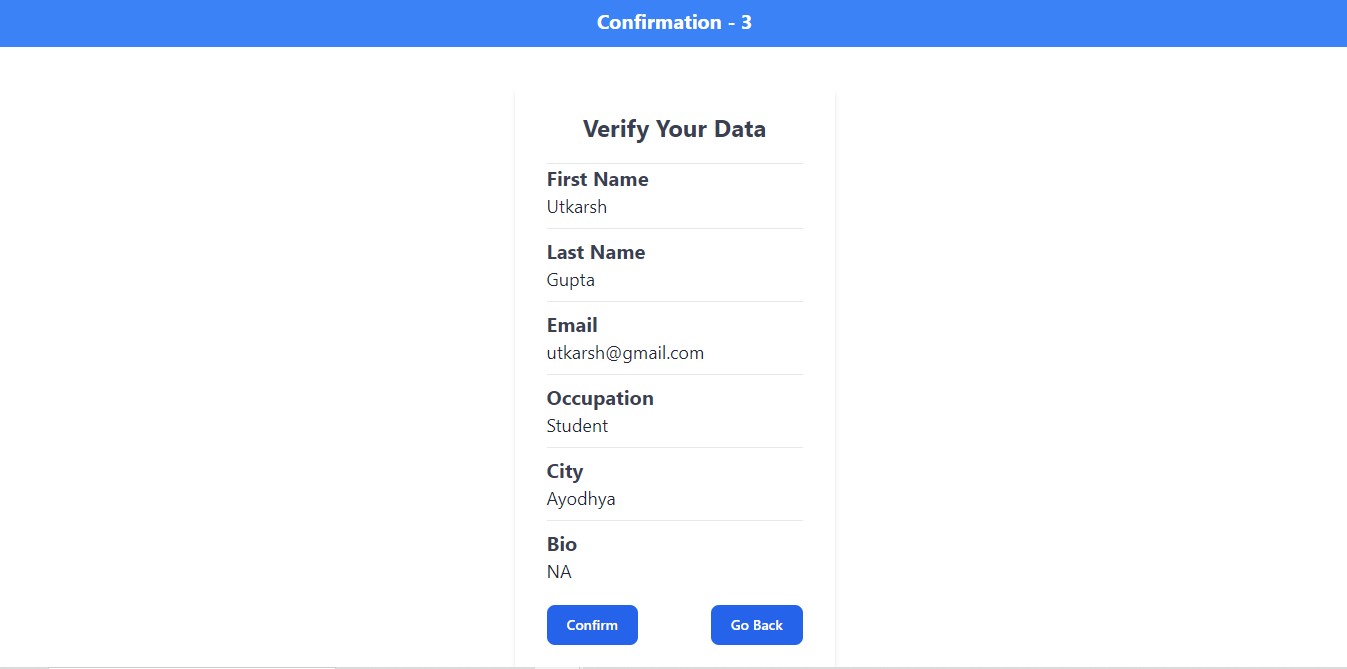 Confirmation - 3
Verify Your Data
First Name
Utkarsh
Last Name
Gupta
Email
utkarsh@gmail.com
Occupation
Student
City
Ayodhya
Bio
NA
Confirm
Go Back